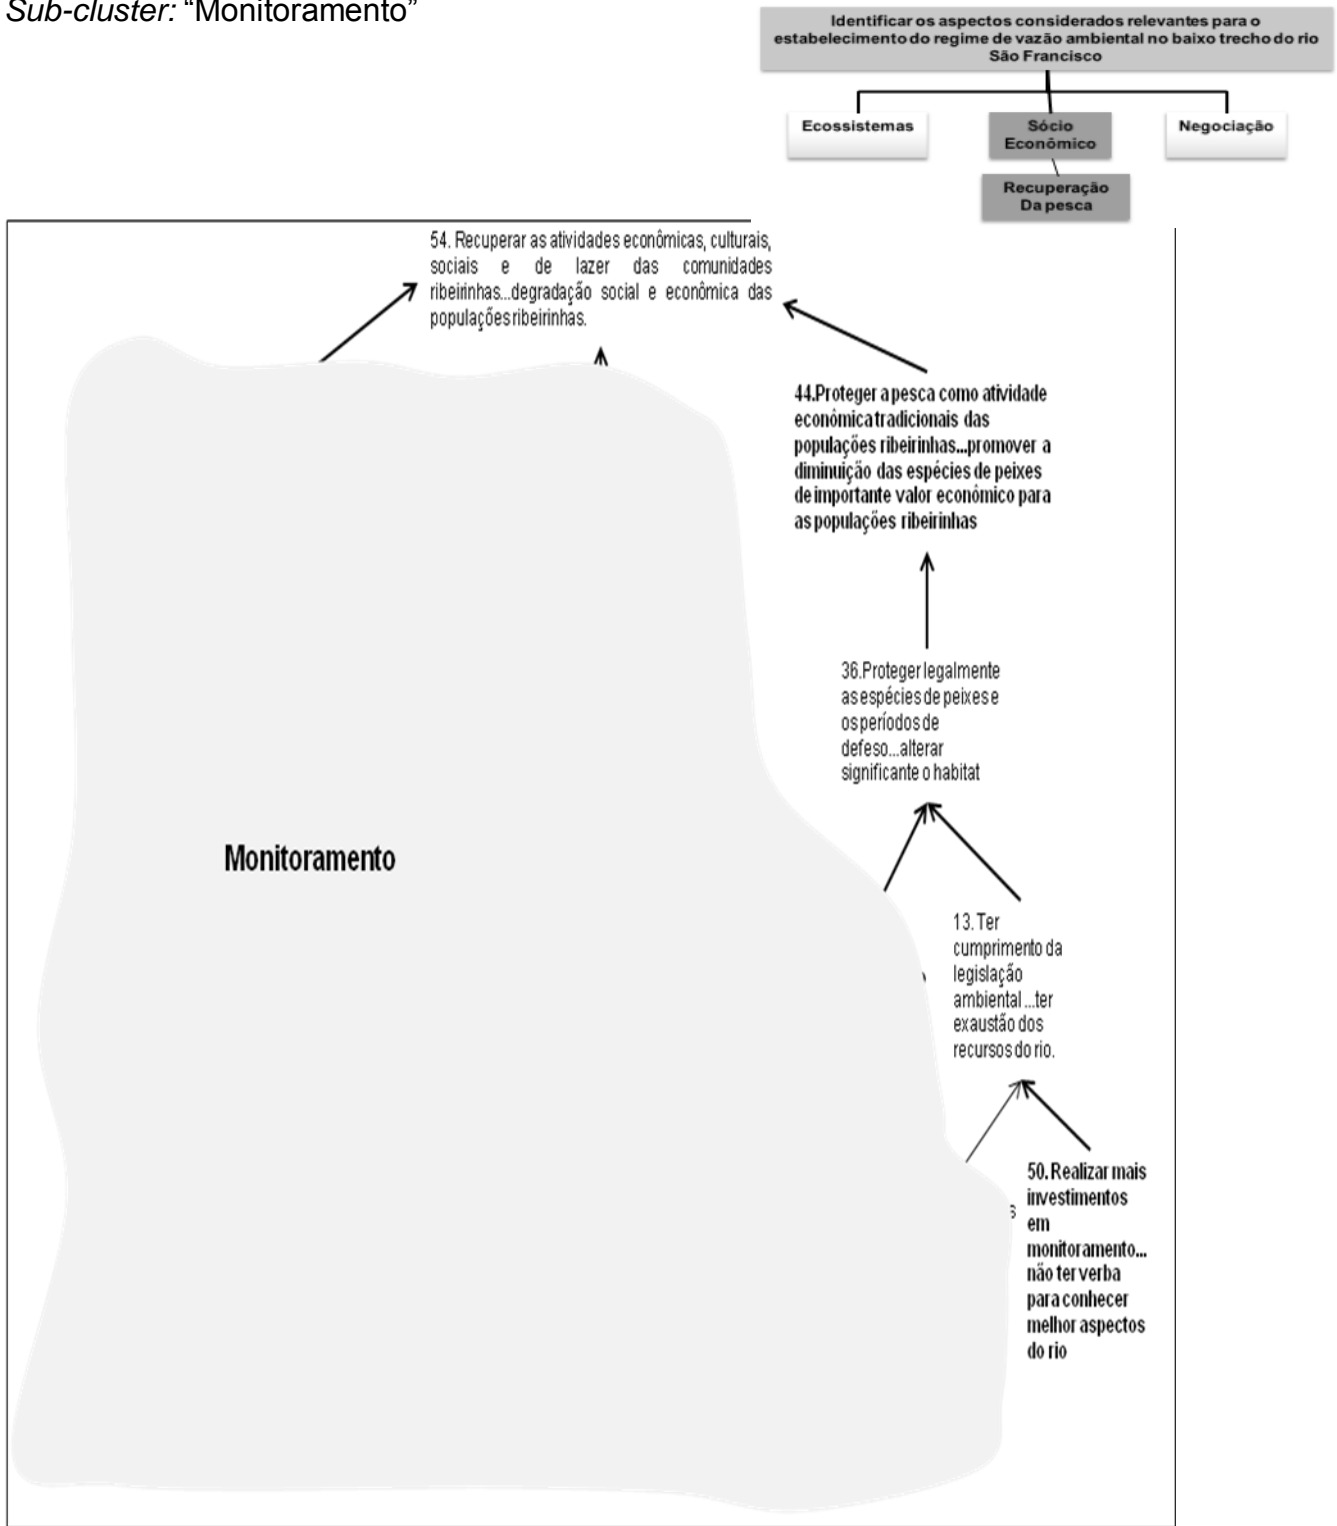 Sub-cluster: “Monitoramento”
Identificar os aspectos considerados relevantes para o
estabelecimento do regime de vazão ambiental no baixo trecho do rio
São Francisco
Ecossistemas
Sócio
Econômico
Negociação
Recuperação
Da pesca
54. Recuperar as atividades econômicas, culturais,
sociais e de lazer das comunidades
ribeirinhas...degradação social e econômica das
populações ribeirinhas.
44.Proteger a pesca como atividade
econômica tradicionais das
populações ribeirinhas...promover a
diminuição das espécies de peixes
de importante valor econômico para
as populações ribeirinhas
36.Proteger legalmente
as espécies de peixes e
os períodos de
defeso...alterar
significante o habitat
Monitoramento
13.Ter
cumprimento da
legislação
ambiental...ter
exaustão dos
recursos do rio.
50.Realizar mais
investimentos
em
monitoramento...
não ter verba
para conhecer
melhor aspectos
do rio